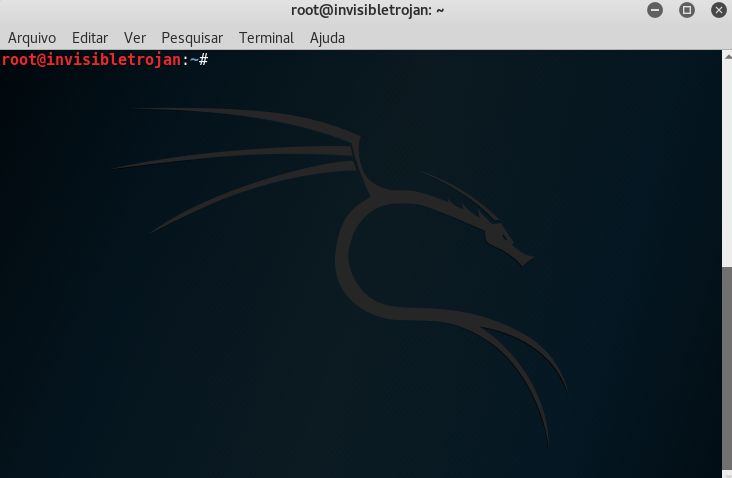 root@invisibletrojan: ~
Arquivo Editar Ver Pesquisar Terminal Ajuda
root@invisibletrojan:~#